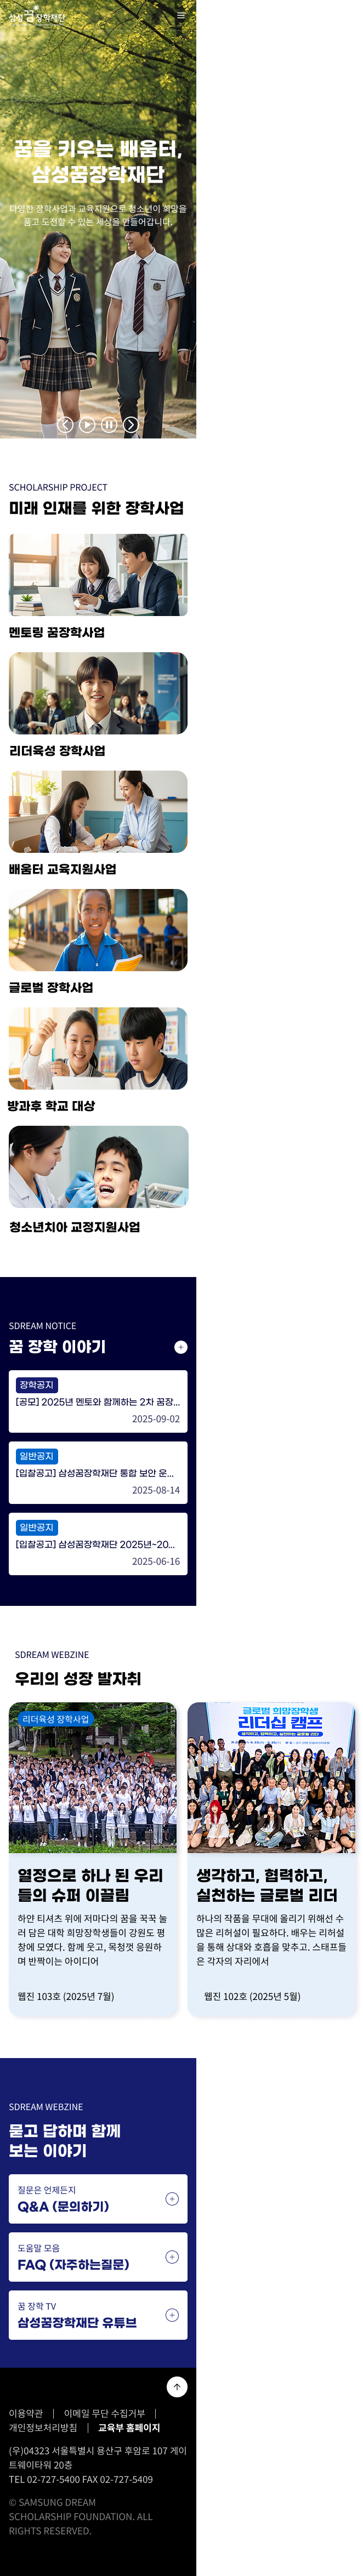 삼성 꿈 장학재단
꿈을 키우는 배움터,
삼성꿈장학재단
다양한 장학사업과 교육지원으로 청소년이 희망을
품고 도전할 수 있는 세상을 만들어갑니다.
SCHOLARSHIP PROJECT
미래 인재를 위한 장학사업
멘토링 꿈장학사업
리더육성 장학사업
배움터 교육지원사업
글로벌 장학사업
방과후 학교 대상
청소년치아 교정지원사업
SDREAM NOTICE
꿈 장학 이야기
장학공지
[공모] 2025년 멘토와 함께하는 2차 꿈장...
2025-09-02
일반공지
[입찰공고] 삼성꿈장학재단 통합 보안 운...
2025-08-14
일반공지
[입찰공고] 삼성꿈장학재단 2025년~20...
2025-06-16
SDREAM WEBZINE
우리의 성장 발자취
리더육성 장학사업
열정으로 하나 된 우리
들의 슈퍼 이끌림
하얀 티셔츠 위에 저마다의 꿈을 꾹꾹 눌
러 담은 대학 희망장학생들이 강원도 평
창에 모였다. 함께 웃고, 목청껏 응원하
며 반짝이는 아이디어
웹진 103호 (2025년 7월)
글로벌 희망장학생
리더십 캠프
생각하고, 협력하고,
실천하는 글로벌 리더
하나의 작품을 무대에 올리기 위해선 수
많은 리허설이 필요하다. 배우는 리허설
을 통해 상대와 호흡을 맞추고. 스태프들
은 각자의 자리에서
웹진 102호 (2025년 5월)
SDREAM WEBZINE
묻고 답하며 함께
보는 이야기
질문은 언제든지
Q&A (문의하기)
도움말 모음
FAQ (자주하는질문)
꿈 장학 TV
삼성꿈장학재단 유튜브
이용약관 | 이메일 무단 수집거부 |
개인정보처리방침 | 교육부 홈페이지
(우)04323 서울특별시 용산구 후암로 107 게이
트웨이타워 20층
TEL 02-727-5400 FAX 02-727-5409
© SAMSUNG DREAM
SCHOLARSHIP FOUNDATION. ALL
RIGHTS RESERVED.